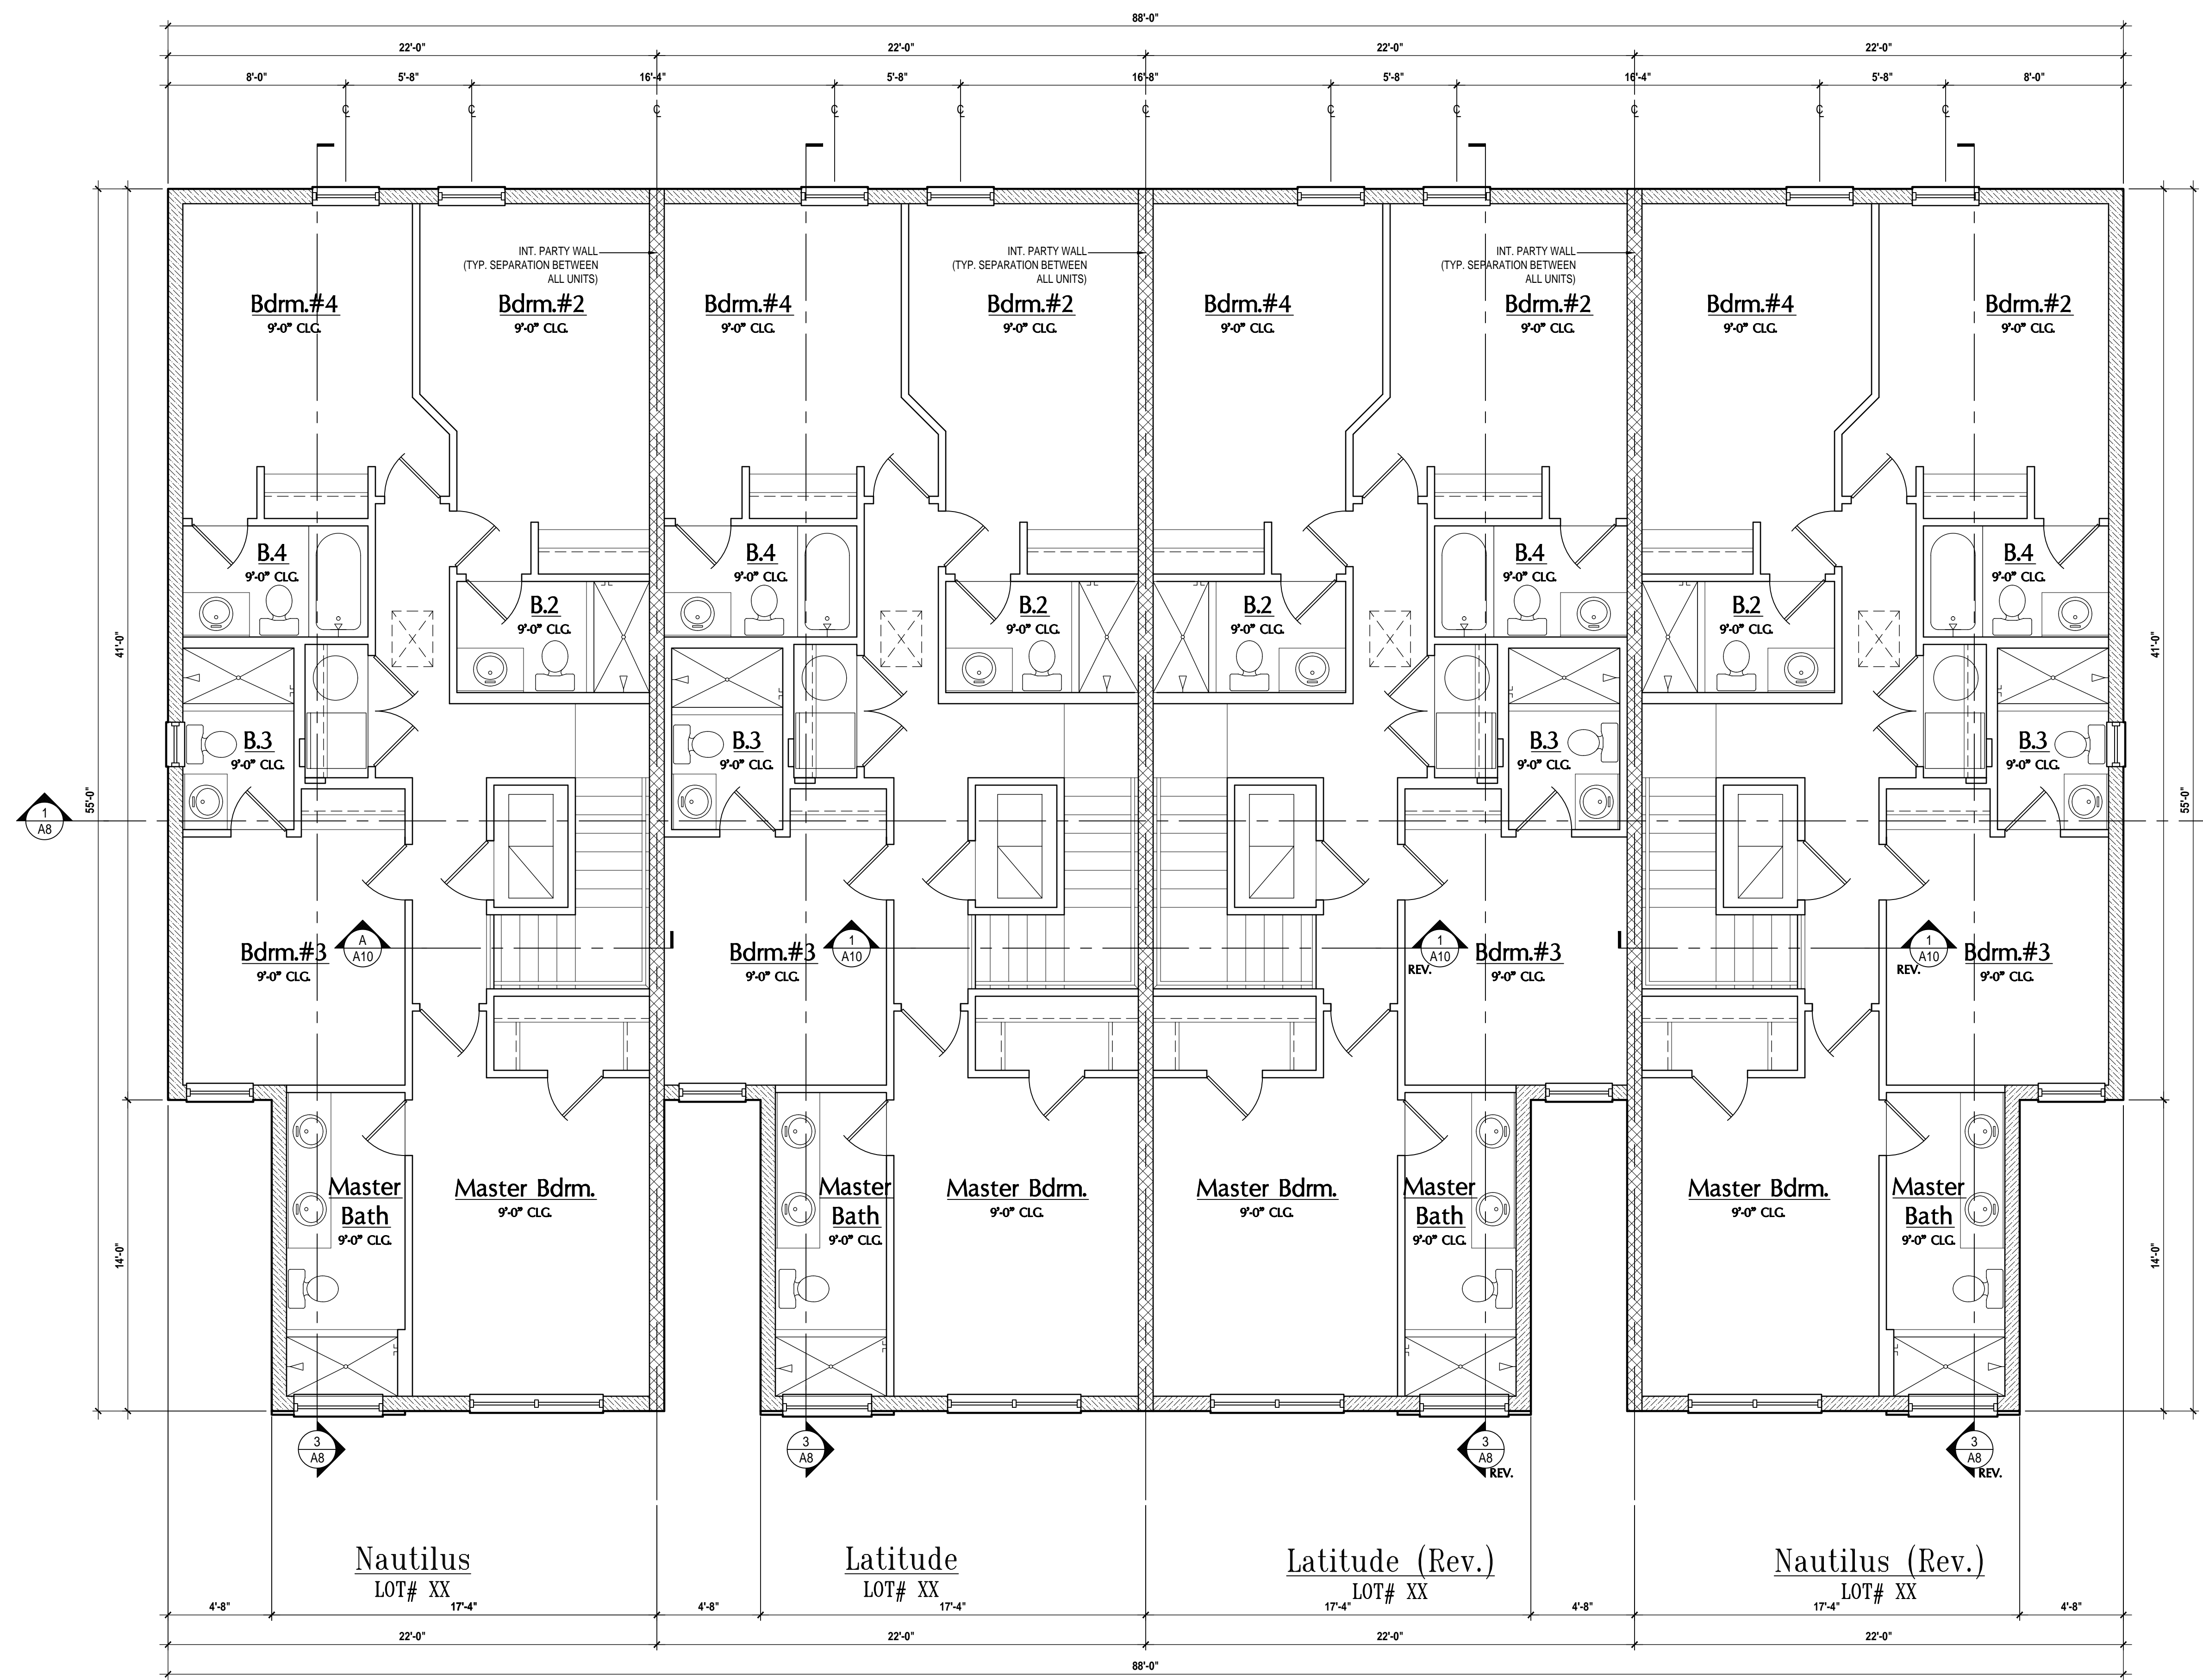 88'-0"
22'-0" 22'-0" 22'-0" 22'-0"
8'-0" 5'-8" 16'-4" 5'-8" 16'-8" 5'-8" 16'-4" 5'-8" 8'-0"
℄ ℄ ℄ ℄ ℄ ℄ ℄ ℄ ℄ ℄ ℄
INT. PARTY WALL INT. PARTY WALL INT. PARTY WALL
(TYP. SEPARATION BETWEEN (TYP. SEPARATION BETWEEN (TYP. SEPARATION BETWEEN
ALL UNITS) ALL UNITS) ALL UNITS)
Bdrm.#4 Bdrm.#2 Bdrm.#4 Bdrm.#2 Bdrm.#4 Bdrm.#2 Bdrm.#4 Bdrm.#2
9'-0" CLG. 9'-0" CLG. 9'-0" CLG. 9'-0" CLG. 9'-0" CLG. 9'-0" CLG. 9'-0" CLG. 9'-0" CLG.
B.4 B.4 B.4 B.4
9'-0" CLG. 9'-0" CLG. 9'-0" CLG. 9'-0" CLG.
B.2 B.2 B.2 B.2
9'-0" CLG. 9'-0" CLG. 9'-0" CLG. 9'-0" CLG.
41'-0" 41'-0"
B.3 B.3 B.3 B.3
9'-0" CLG. 9'-0" CLG. 9'-0" CLG. 9'-0" CLG.
55'-0" 55'-0"
1
A8
A 1 1 1
A10 A10 A10 A10
REV. REV.
Bdrm.#3 Bdrm.#3 Bdrm.#3 Bdrm.#3
9'-0" CLG. 9'-0" CLG. 9'-0" CLG. 9'-0" CLG.
Master Master Bdrm. Master Master Bdrm. Master Bdrm. Master Master Bdrm. Master
Bath 9'-0" CLG. Bath 9'-0" CLG. 9'-0" CLG. Bath 9'-0" CLG. Bath
9'-0" CLG. 9'-0" CLG. 9'-0" CLG. 9'-0" CLG.
14'-0" 14'-0"
3 3 3 3
A8 A8 A8 A8
REV. REV.
Nautilus Latitude Latitude (Rev.) Nautilus (Rev.)
LOT# XX LOT# XX LOT# XX LOT# XX
4'-8" 17'-4" 4'-8" 17'-4" 17'-4" 4'-8" 17'-4" 4'-8"
22'-0" 22'-0" 22'-0" 22'-0"
88'-0"